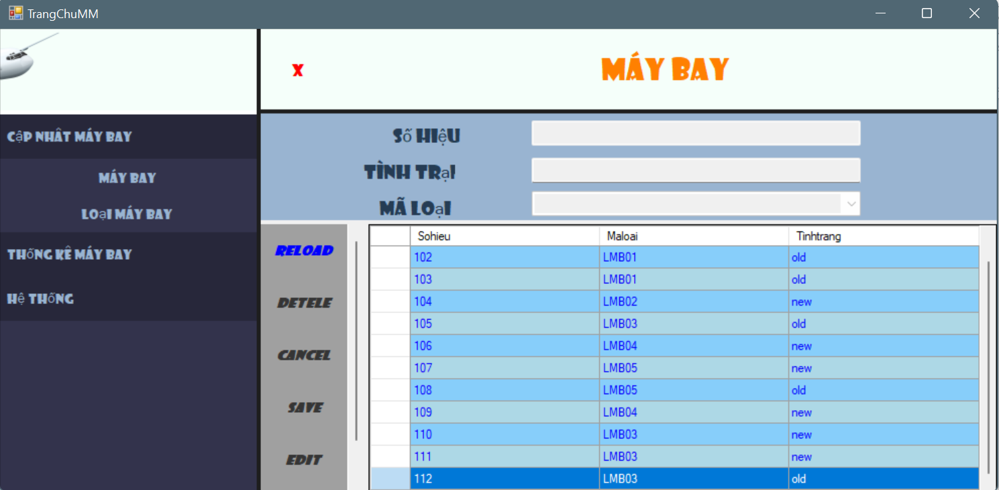 TrangChuMM
X
MÁY BAY
CậP NHÂT MÁY BAY
MÁY BAY
LOạI MÁY BAY
THốNG KÊ MÁY BAY
Hệ THốNG
Số HIệU
TÌNH TRạI
MÃ LOạI
RELOAD
DETELE
CANCEL
SAVE
EDIT
Sohieu Maloai Tinhtrang
102 LMB01 old
103 LMB01 old
104 LMB02 new
105 LMB03 old
106 LMB04 new
107 LMB05 new
108 LMB05 old
109 LMB04 new
110 LMB03 new
111 LMB03 new
112 LMB03 old